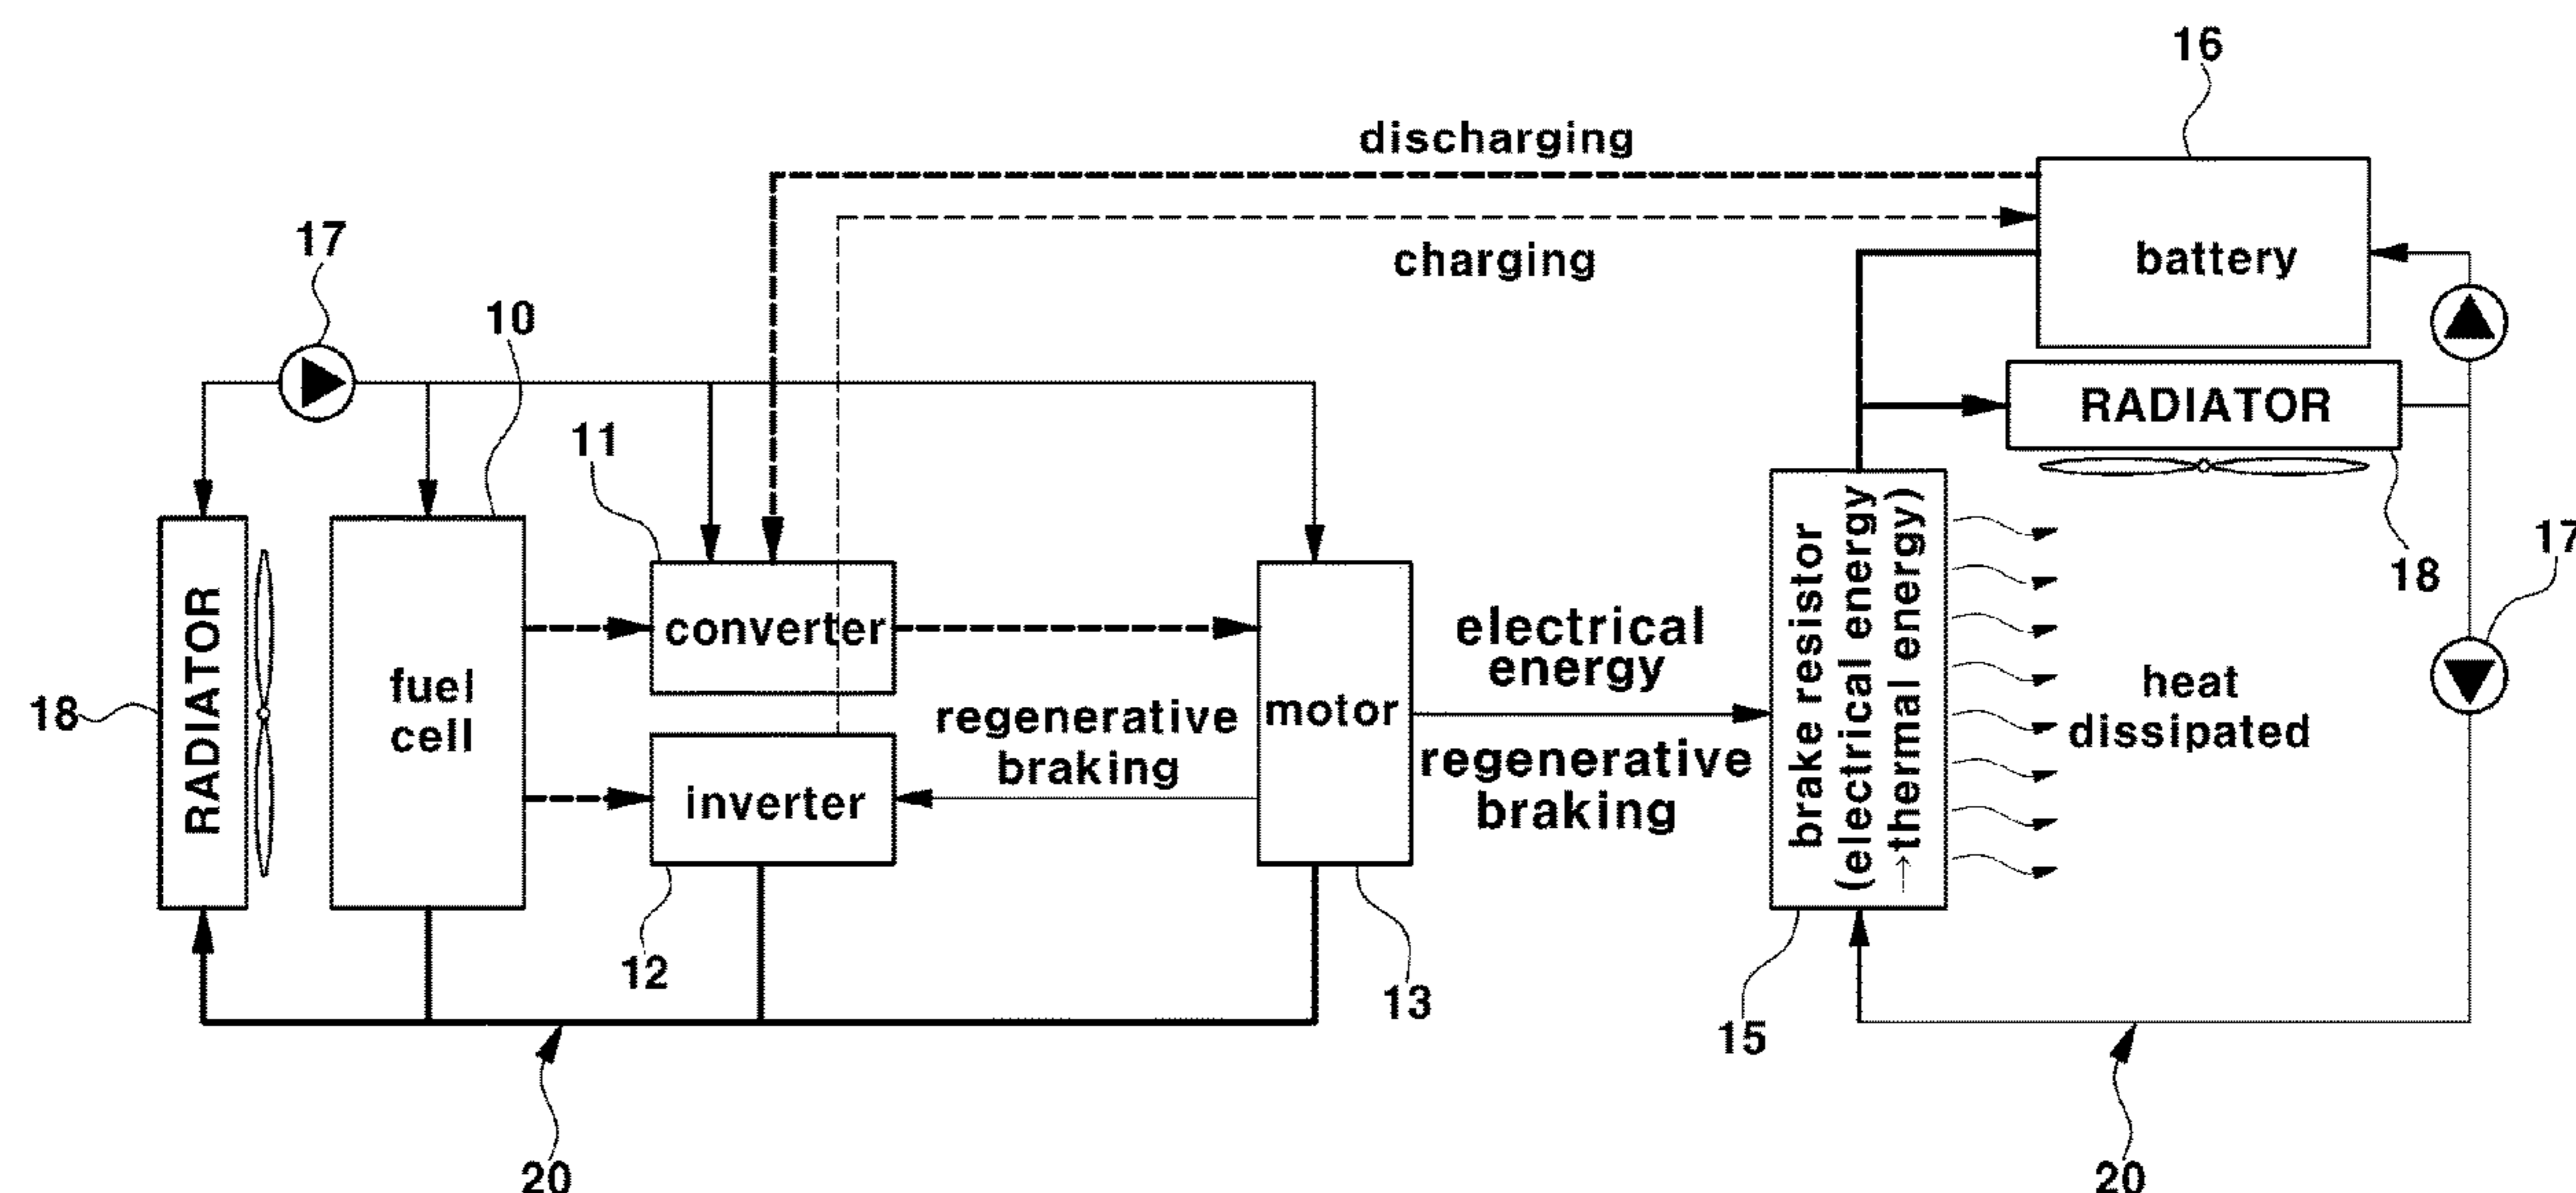 16
discharging
charging
battery
17
10
11
RADIATOR
18
17
RADIATOR
18
fuel
cell
converter
inverter
regenerative
braking
motor
electrical
energy
regenerative
braking
brake resistor
(electrical energy
→thermal energy)
heat
dissipated
12
13
15
20
20